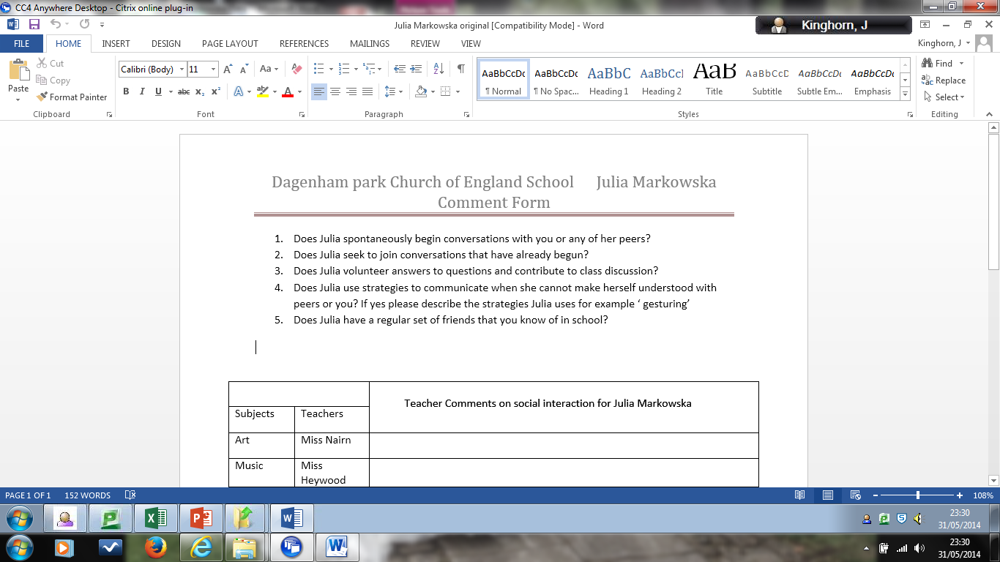 CC4 Anywhere Desktop - Citrix online plug-in
Julia Markowska original [Compatibility Mode] - Word
Kinghorn, J
FILE HOME INSERT DESIGN PAGE LAYOUT REFERENCES MAILINGS REVIEW VIEW
Kinghorn, J
Paste
Cut
Copy
Format Painter
Clipboard
Calibri (Body) 11
Font
Paragraph
AaBbCcDc AaBbCcDc AaBbC AaBbCcI AaB AaBbCcD AaBbCcDc AaBbCcDc
¶ Normal ¶ No Spac... Heading 1 Heading 2 Title Subtitle Subtle Em... Emphasis
Styles
Find
Replace
Select
Editing
Dagenham park Church of England School Julia Markowska
Comment Form
1. Does Julia spontaneously begin conversations with you or any of her peers?
2. Does Julia seek to join conversations that have already begun?
3. Does Julia volunteer answers to questions and contribute to class discussion?
4. Does Julia use strategies to communicate when she cannot make herself understood with
peers or you? If yes please describe the strategies Julia uses for example ‘ gesturing’
5. Does Julia have a regular set of friends that you know of in school?
Teacher Comments on social interaction for Julia Markowska
Subjects Teachers
Art Miss Nairn
Music Miss
Heywood
PAGE 1 OF 1 152 WORDS
108%
23:30
31/05/2014
23:30
31/05/2014